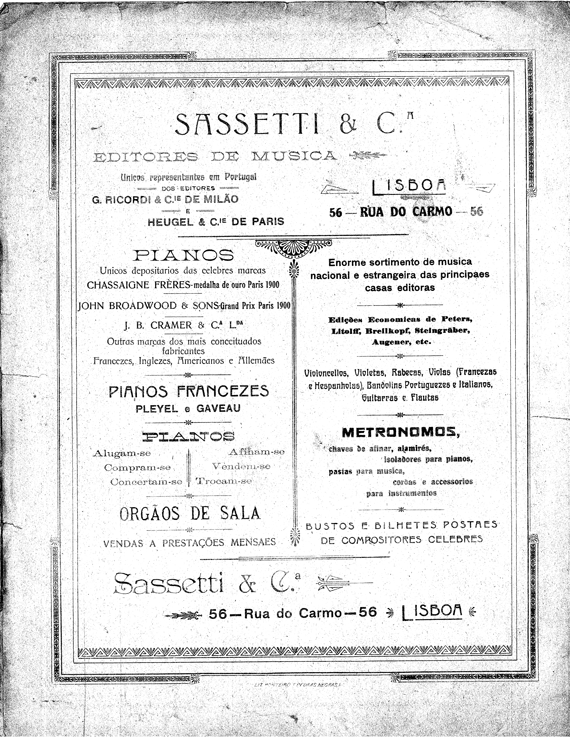 SASSETTI & C.ᴬ
EDITORES DE MUSICA
Unicos representantes em Portugal
DOS EDITORES
G. RICORDI & C.ᴵᴱ DE MILÃO
E
HEUGEL & C.ᴵᴱ DE PARIS
LISBOA
56 — RUA DO CARMO — 56
PIANOS
Unicos depositarios das celebres marcas
CHASSAIGNE FRÈRES-medalha de ouro Paris 1900
JOHN BROADWOOD & SONS-Grand Prix Paris 1900
J. B. CRAMER & C.ᴬ L.ᴰᴬ
Outras marcas dos mais conceituados
fabricantes
Francezes, Inglezes, Americanos e Allemães
PIANOS FRANCEZES
PLEYEL e GAVEAU
PIANOS
Alugam-se Afinam-se
Compram-se Vendem-se
Concertam-se Trocam-se
ORGÃOS DE SALA
VENDAS A PRESTAÇÕES MENSAES
Enorme sortimento de musica
nacional e estrangeira das principaes
casas editoras
Edições Economicas de Peters,
Litolff, Breitkopf, Steingräber,
Augener, etc.
Violoncellos, Violetas, Rabecas, Violas (Francezas
e Hespanholas), Bandolins Portuguezes e Italianos,
Guitarras e Flautas
METRONOMOS,
chaves de afinar, alamirés,
isoladores para pianos,
pastas para musica,
cordas e accessorios
para instrumentos
BUSTOS E BILHETES POSTAES
DE COMPOSITORES CELEBRES
Sassetti & C.ª
56—Rua do Carmo—56 LISBOA